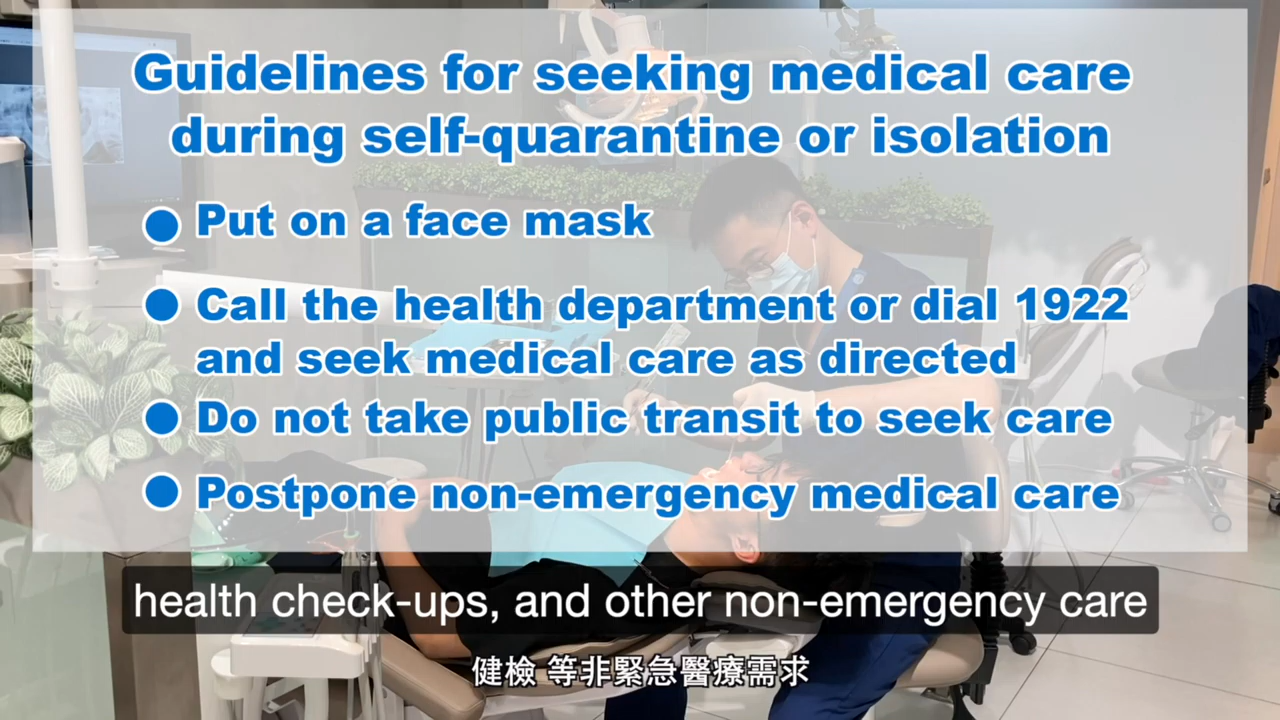 Guidelines for seeking medical care
during self-quarantine or isolation
● Put on a face mask
● Call the health department or dial 1922
and seek medical care as directed
● Do not take public transit to seek care
● Postpone non-emergency medical care
health check-ups, and other non-emergency care
健檢 等非緊急醫療需求